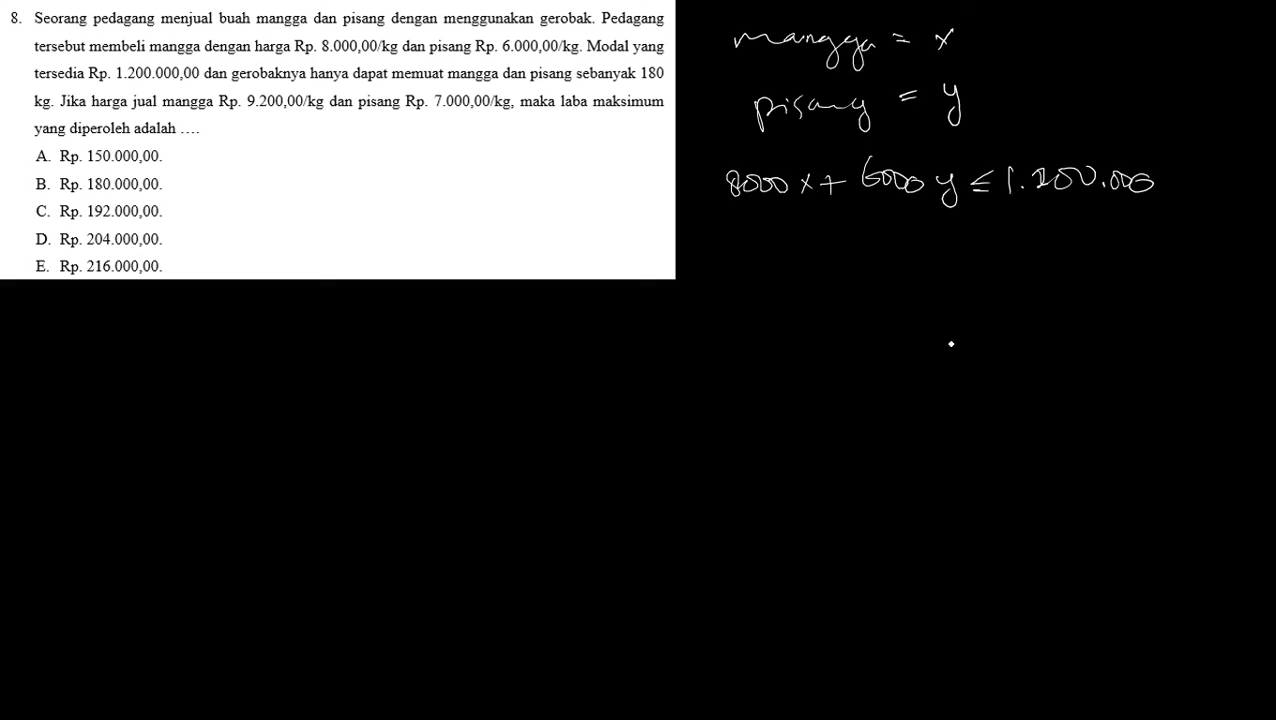 8. Seorang pedagang menjual buah mangga dan pisang dengan menggunakan gerobak. Pedagang
tersebut membeli mangga dengan harga Rp. 8.000,00/kg dan pisang Rp. 6.000,00/kg. Modal yang
tersedia Rp. 1.200.000,00 dan gerobaknya hanya dapat memuat mangga dan pisang sebanyak 180
kg. Jika harga jual mangga Rp. 9.200,00/kg dan pisang Rp. 7.000,00/kg, maka laba maksimum
yang diperoleh adalah ….
A. Rp. 150.000,00.
B. Rp. 180.000,00.
C. Rp. 192.000,00.
D. Rp. 204.000,00.
E. Rp. 216.000,00.
mangga = x
pisang = y
8000 x + 6000 y ≤ 1.200.000